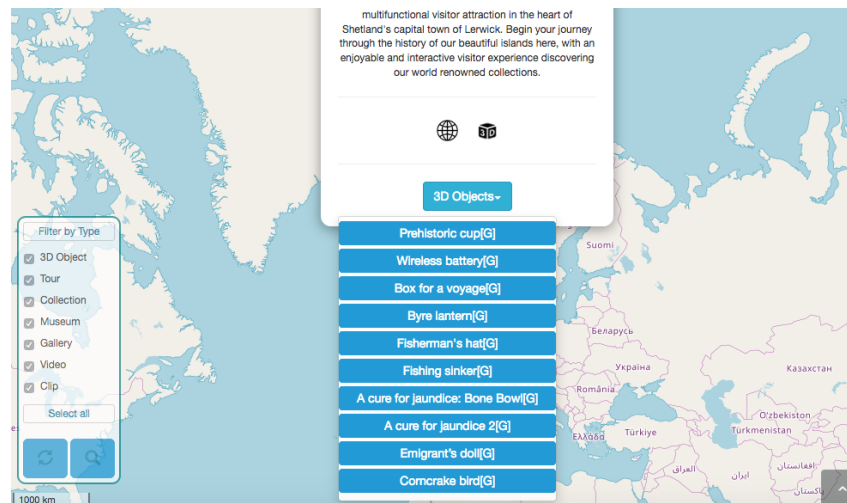 multifunctional visitor attraction in the heart of
Shetland's capital town of Lerwick. Begin your journey
through the history of our beautiful islands here, with an
enjoyable and interactive visitor experience discovering
our world renowned collections.
3D
3D Objects
Filter by Type
3D Object
Tour
Collection
Museum
Gallery
Video
Clip
Select all
1000 km
Prehistoric cup[G]
Wireless battery[G]
Box for a voyage[G]
Byre lantern[G]
Fisherman's hat[G]
Fishing sinker[G]
A cure for jaundice: Bone Bowl[G]
A cure for jaundice 2[G]
Emigrant's doll[G]
Corncrake bird[G]
Suomi
Беларусь
Україна
Казахстан
România
Oʻzbekiston
Türkmenistan
Ελλάδα
Türkiye
العراق
ایران
افغانستان
پاکستان